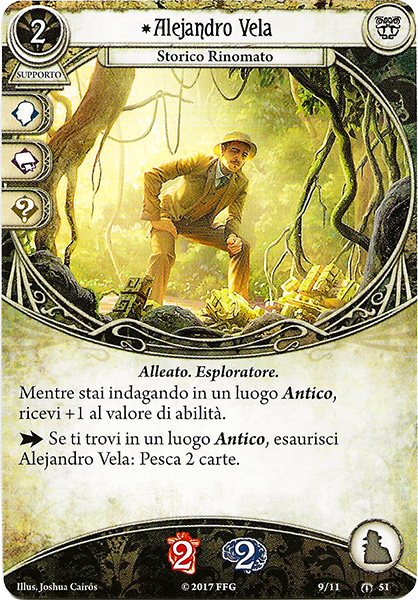 2
*Alejandro Vela
SUPPORTO
Storico Rinomato
?
Alleato. Esploratore.
Mentre stai indagando in un luogo Antico,
ricevi +1 al valore di abilità.
Se ti trovi in un luogo Antico, esaurisci
Alejandro Vela: Pesca 2 carte.
2 2
Illus. Joshua Cairós © 2017 FFG 9/11 51